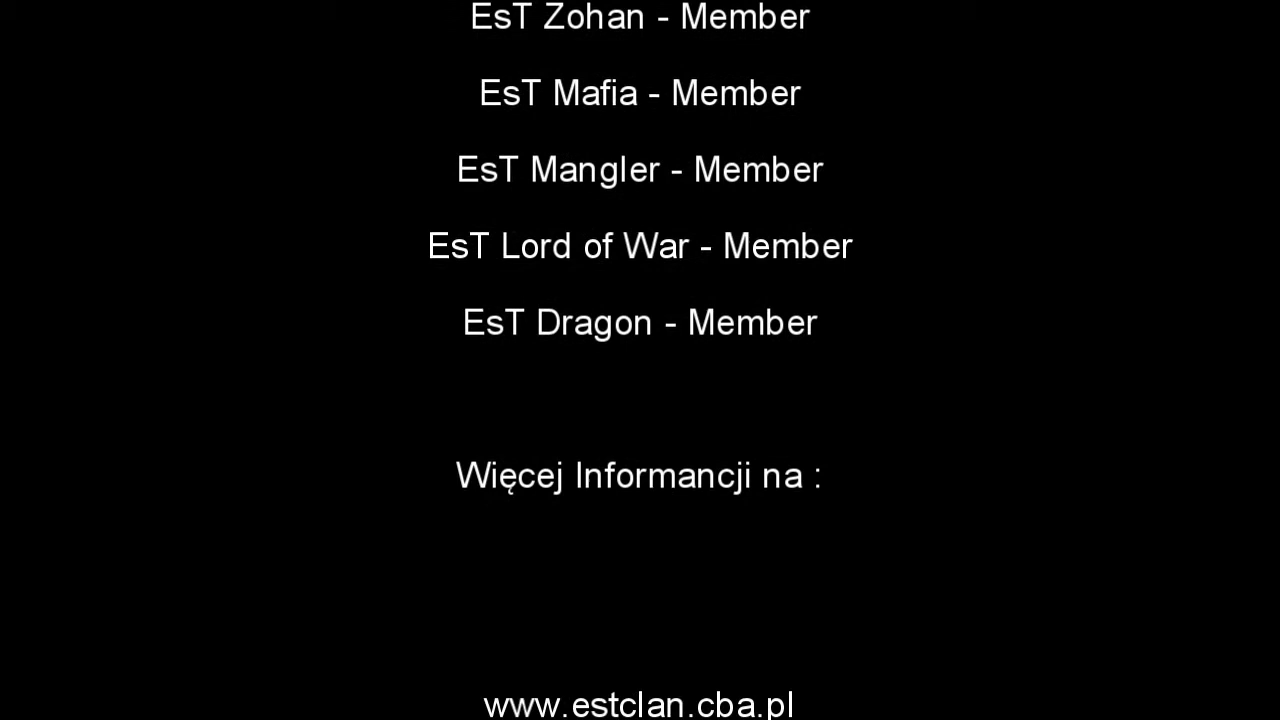 EsT Zohan - Member
EsT Mafia - Member
EsT Mangler - Member
EsT Lord of War - Member
EsT Dragon - Member
Więcej Informancji na :
www.estclan.cba.pl